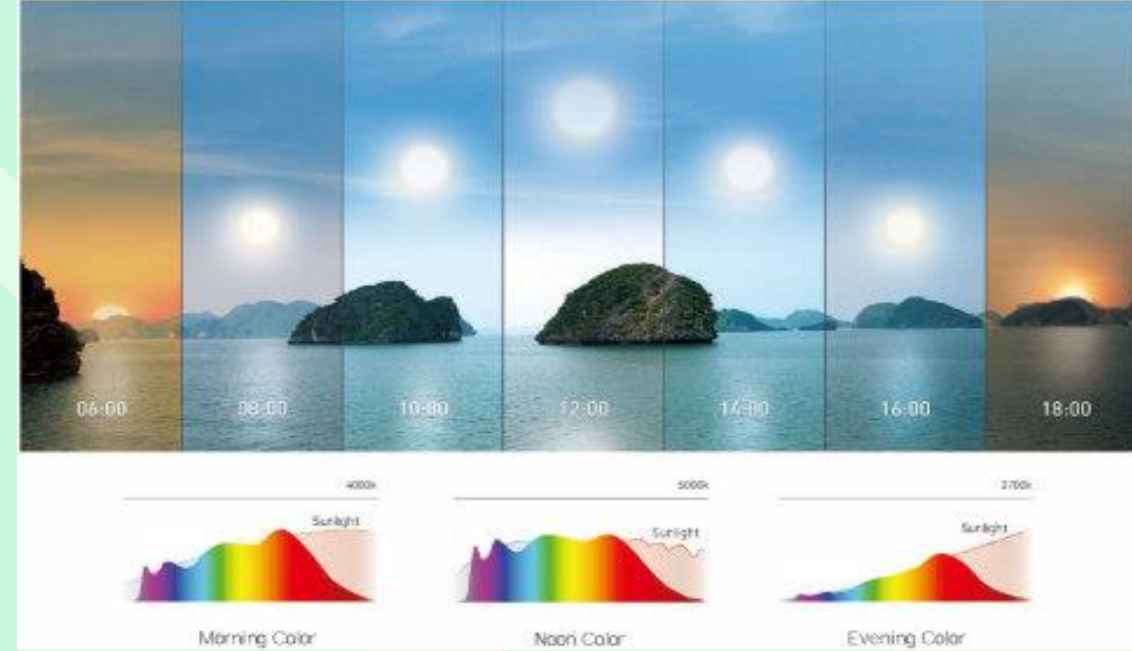 06:00
08:00
10:00
12:00
14:00
16:00
18:00
4000k
5000k
2700k
Sunlight
Sunlight
Sunlight
Morning Color
Noon Color
Evening Color